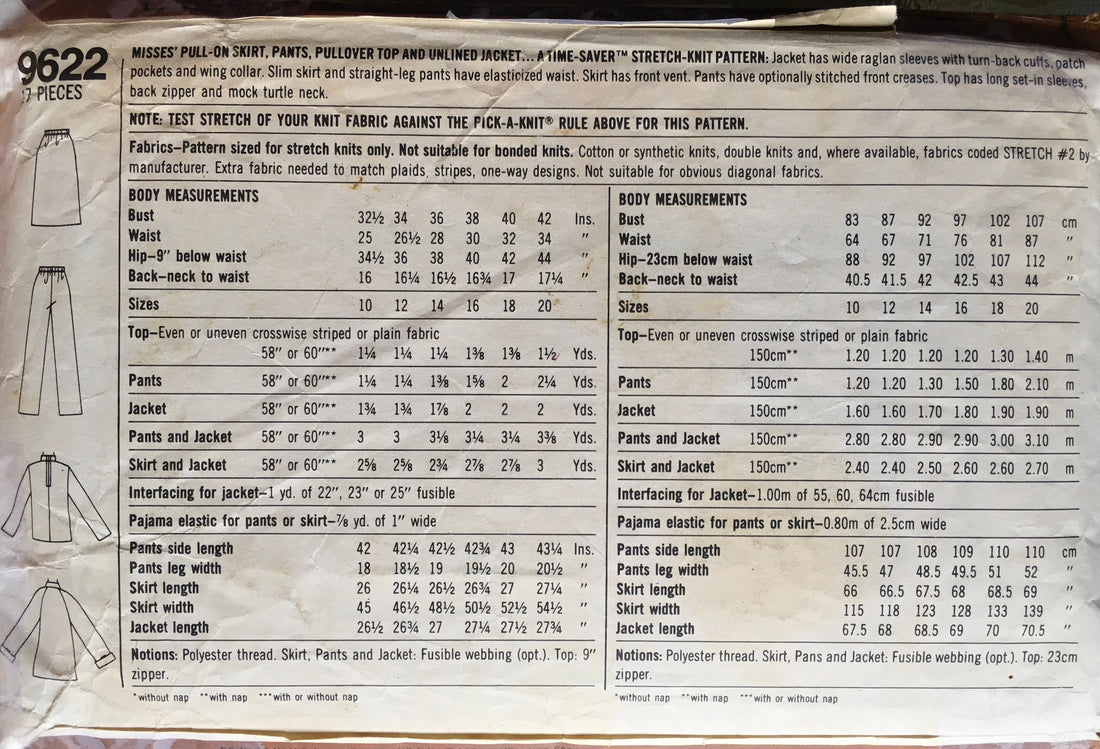 9622
17 PIECES
MISSES' PULL-ON SKIRT, PANTS, PULLOVER TOP AND UNLINED JACKET... A TIME-SAVER™ STRETCH-KNIT PATTERN: Jacket has wide raglan sleeves with turn-back cuffs, patch
pockets and wing collar. Slim skirt and straight-leg pants have elasticized waist. Skirt has front vent. Pants have optionally stitched front creases. Top has long set-in sleeves,
back zipper and mock turtle neck.
NOTE: TEST STRETCH OF YOUR KNIT FABRIC AGAINST THE PICK-A-KNIT® RULE ABOVE FOR THIS PATTERN.
Fabrics—Pattern sized for stretch knits only. Not suitable for bonded knits. Cotton or synthetic knits, double knits and, where available, fabrics coded STRETCH #2 by
manufacturer. Extra fabric needed to match plaids, stripes, one-way designs. Not suitable for obvious diagonal fabrics.
BODY MEASUREMENTS
Bust 32½ 34 36 38 40 42 Ins.
Waist 25 26½ 28 30 32 34 "
Hip-9" below waist 34½ 36 38 40 42 44 "
Back—neck to waist 16 16¼ 16½ 16¾ 17 17¼ "
Sizes 10 12 14 16 18 20
Top—Even or uneven crosswise striped or plain fabric
58" or 60"** 1¼ 1¼ 1¼ 1⅜ 1⅜ 1½ Yds.
Pants 58" or 60"** 1¼ 1¼ 1⅜ 1⅝ 2 2¼ Yds.
Jacket 58" or 60"** 1¾ 1¾ 1⅞ 2 2 2 Yds.
Pants and Jacket 58" or 60"** 3 3 3⅛ 3¼ 3¼ 3⅜ Yds.
Skirt and Jacket 58" or 60"** 2⅝ 2⅝ 2¾ 2⅞ 2⅞ 3 Yds.
Interfacing for jacket—1 yd. of 22", 23" or 25" fusible
Pajama elastic for pants or skirt—⅞ yd. of 1" wide
Pants side length 42 42¼ 42½ 42¾ 43 43¼ Ins.
Pants leg width 18 18½ 19 19½ 20 20½ "
Skirt length 26 26¼ 26½ 26¾ 27 27¼ "
Skirt width 45 46½ 48½ 50½ 52½ 54½ "
Jacket length 26½ 26¾ 27 27¼ 27½ 27¾ "
Notions: Polyester thread. Skirt, Pants and Jacket: Fusible webbing (opt.). Top: 9"
zipper.
*without nap **with nap ***with or without nap
BODY MEASUREMENTS
Bust 83 87 92 97 102 107 cm
Waist 64 67 71 76 81 87 "
Hip—23cm below waist 88 92 97 102 107 112 "
Back—neck to waist 40.5 41.5 42 42.5 43 44 "
Sizes 10 12 14 16 18 20
Top—Even or uneven crosswise striped or plain fabric
150cm** 1.20 1.20 1.20 1.20 1.30 1.40 m
Pants 150cm** 1.20 1.20 1.30 1.50 1.80 2.10 m
Jacket 150cm** 1.60 1.60 1.70 1.80 1.90 1.90 m
Pants and Jacket 150cm** 2.80 2.80 2.90 2.90 3.00 3.10 m
Skirt and Jacket 150cm** 2.40 2.40 2.50 2.60 2.60 2.70 m
Interfacing for Jacket—1.00m of 55, 60, 64cm fusible
Pajama elastic for pants or skirt—0.80m of 2.5cm wide
Pants side length 107 107 108 109 110 110 cm
Pants leg width 45.5 47 48.5 49.5 51 52 "
Skirt length 66 66.5 67.5 68 68.5 69 "
Skirt width 115 118 123 128 133 139 "
Jacket length 67.5 68 68.5 69 70 70.5 "
Notions: Polyester thread. Skirt, Pans and Jacket: Fusible webbing (opt.). Top: 23cm
zipper.
*without nap **with nap ***with or without nap